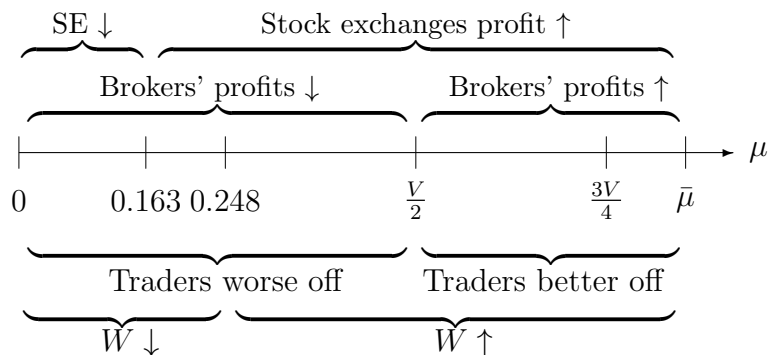 SE ↓ Stock exchanges profit ↑
Brokers' profits ↓ Brokers' profits ↑
μ
0 0.163 0.248 V/2 3V/4 μ̄
Traders worse off Traders better off
W ↓ W ↑